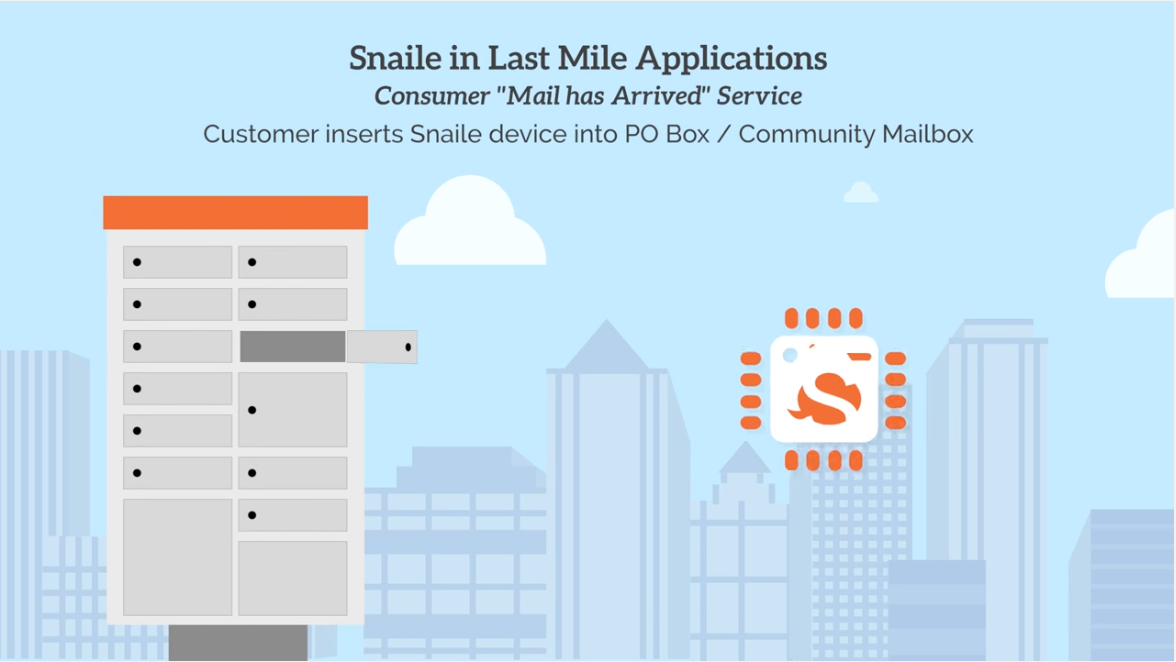 Snaile in Last Mile Applications
Consumer "Mail has Arrived" Service
Customer inserts Snaile device into PO Box / Community Mailbox
S